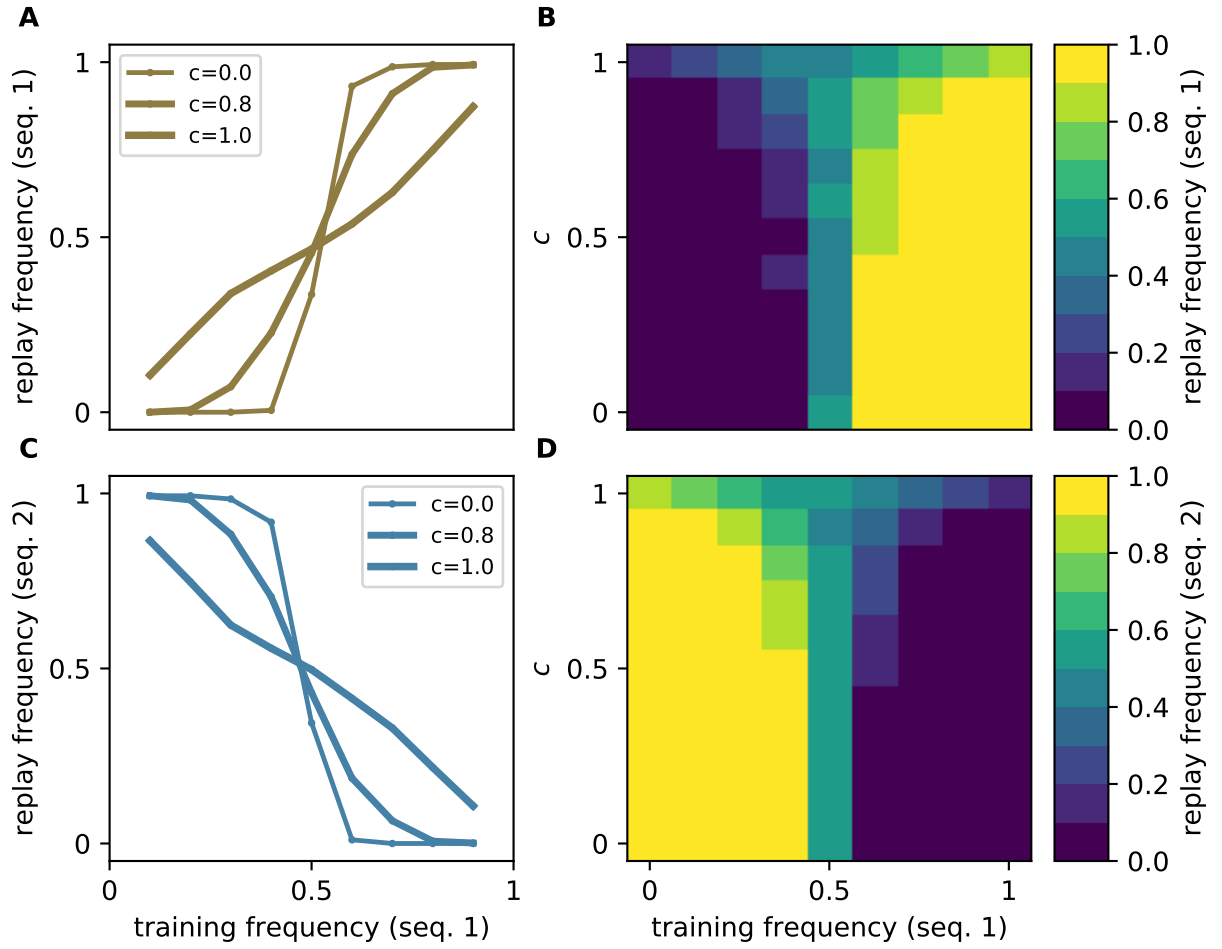 A
B
replay frequency (seq. 1)
1
0.5
0
c=0.0
c=0.8
c=1.0
c
1
0.5
0
1.0
0.8
0.6
0.4
0.2
0.0
replay frequency (seq. 1)
C
D
replay frequency (seq. 2)
1
0.5
0
c=0.0
c=0.8
c=1.0
0
0.5
1
training frequency (seq. 1)
c
1
0.5
0
0
0.5
1
training frequency (seq. 1)
1.0
0.8
0.6
0.4
0.2
0.0
replay frequency (seq. 2)